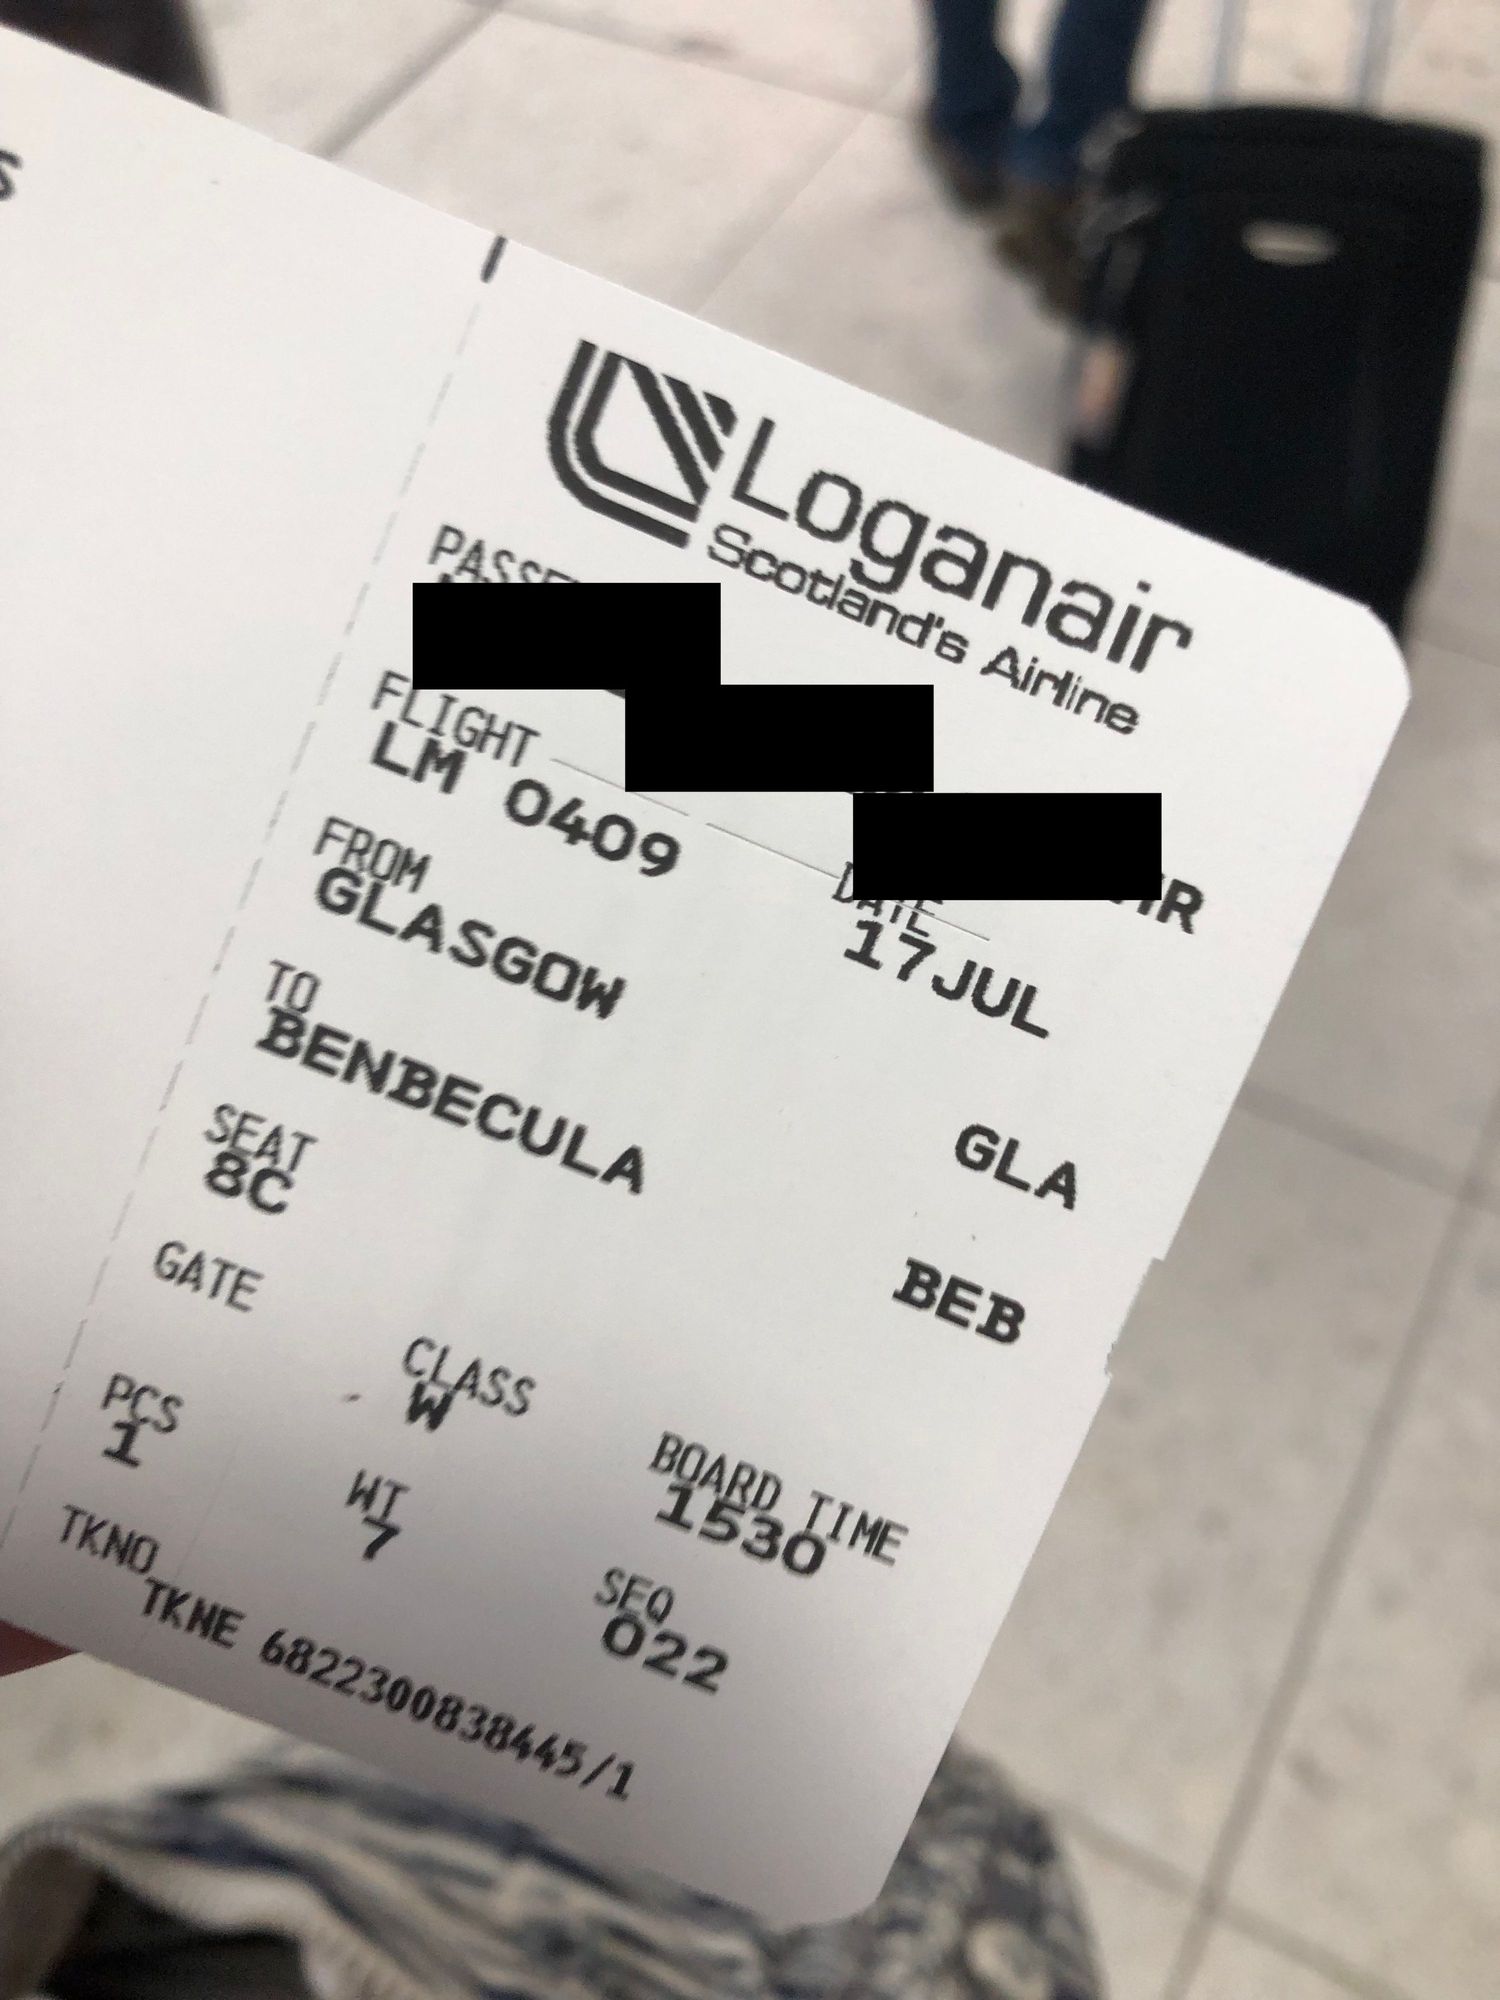 S
Loganair
Scotland's Airline
FLIGHT
LM 0409
DATE
17JUL
FROM
GLASGOW
GLA
TO
BENBECULA
BEB
SEAT
8C
GATE
CLASS
W
BOARD TIME
1530
PCS
1
WT
7
SEQ
022
TKNO
TKNE 6822300838445/1